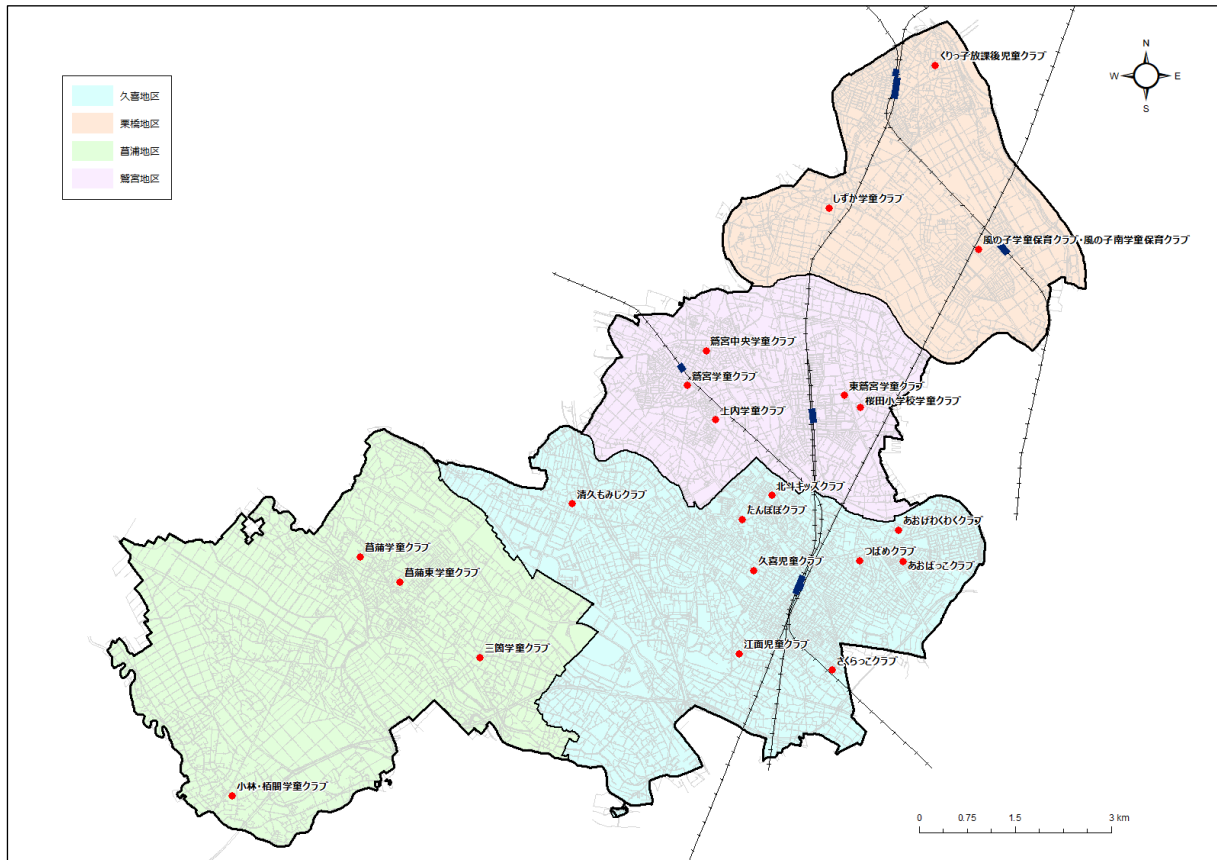 久喜地区
栗橋地区
菖蒲地区
鷲宮地区
N
W
E
S
くりっ子放課後児童クラブ
しずか学童クラブ
風の子学童保育クラブ・風の子南学童保育クラブ
鷲宮中央学童クラブ
鷲宮学童クラブ
東鷲宮学童クラブ
桜田小学校学童クラブ
上内学童クラブ
清久もみじクラブ
北斗キッズクラブ
たんぽぽクラブ
あおげわくわくクラブ
つばめクラブ
あおばっこクラブ
久喜児童クラブ
菖蒲学童クラブ
菖蒲東学童クラブ
三箇学童クラブ
江面児童クラブ
さくらっこクラブ
小林・栢間学童クラブ
0 0.75 1.5 3 km